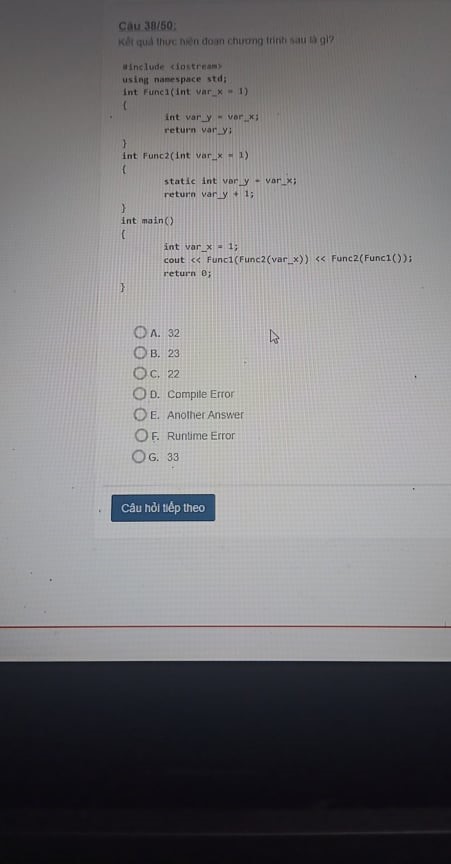 Câu 38/50:
Kết quả thực hiện đoạn chương trình sau là gì?
#include <iostream>
using namespace std;
int Func1(int var_x = 1)
{
int var_y = var_x;
return var_y;
}
int Func2(int var_x = 1)
{
static int var_y = var_x;
return var_y + 1;
}
int main()
{
int var_x = 1;
cout << Func1(Func2(var_x)) << Func2(Func1());
return 0;
}
A. 32
B. 23
C. 22
D. Compile Error
E. Another Answer
F. Runtime Error
G. 33
Câu hỏi tiếp theo